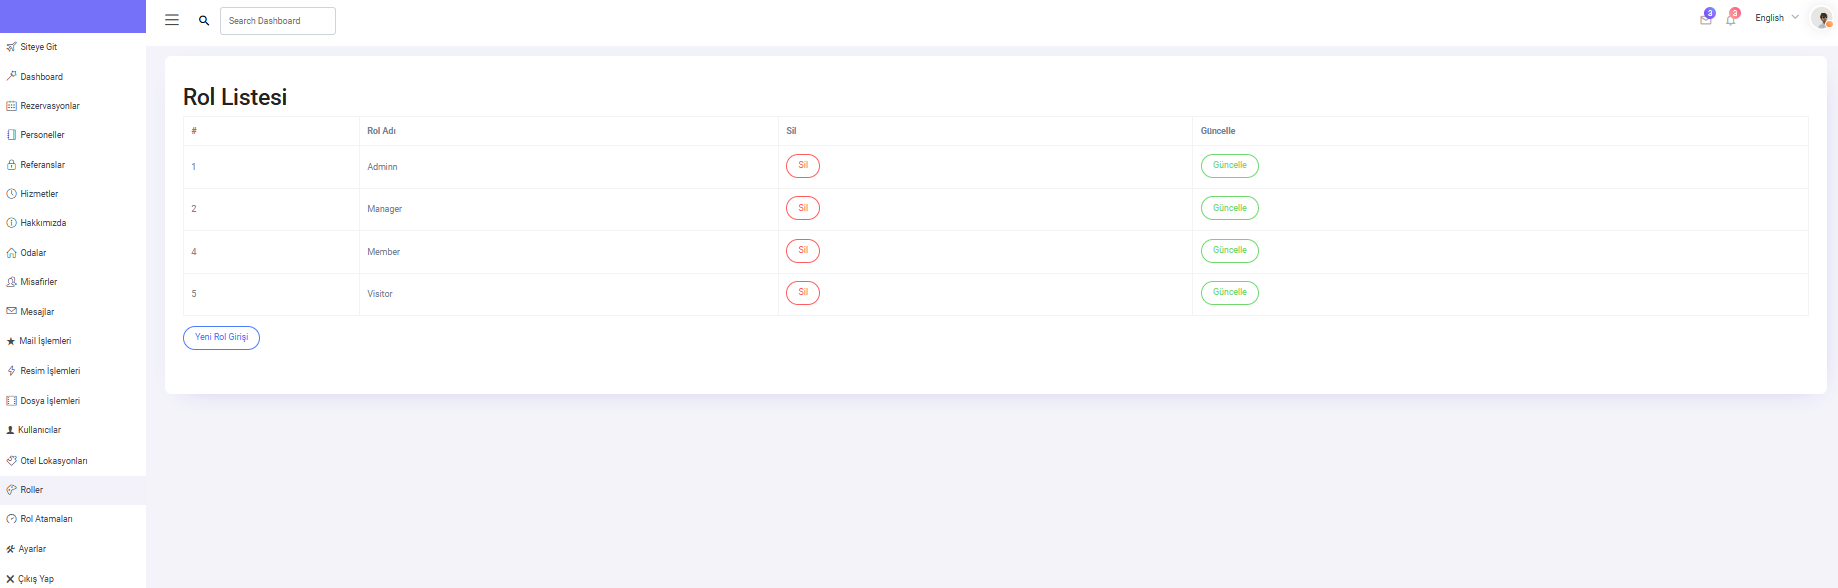 Search Dashboard
3
3
English
Siteye Git
Dashboard
Rezervasyonlar
Personeller
Referanslar
Hizmetler
Hakkımızda
Odalar
Misafirler
Mesajlar
Mail İşlemleri
Resim İşlemleri
Dosya İşlemleri
Kullanıcılar
Otel Lokasyonları
Roller
Rol Atamaları
Ayarlar
Çıkış Yap
Rol Listesi
# Rol Adı Sil Güncelle
1 Adminn Sil Güncelle
2 Manager Sil Güncelle
4 Member Sil Güncelle
5 Visitor Sil Güncelle
Yeni Rol Girişi